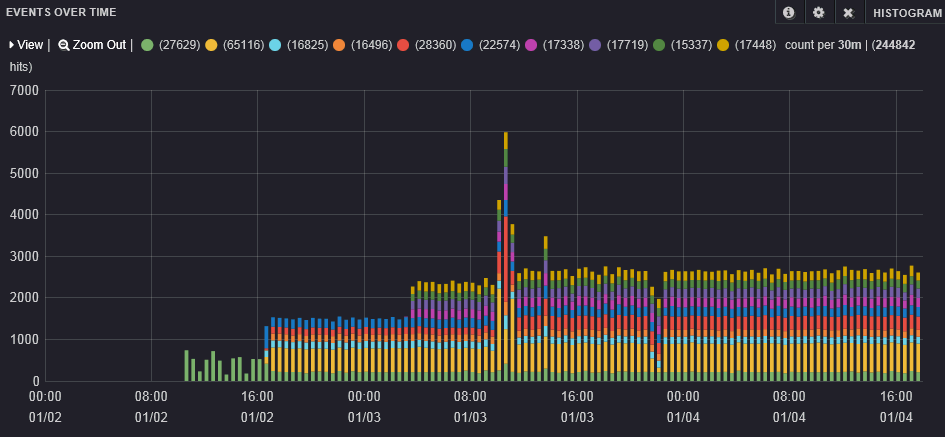 EVENTS OVER TIME
HISTOGRAM
View | Zoom Out | (27629) (65116) (16825) (16496) (28360) (22574) (17338) (17719) (15337) (17448) count per 30m | (244842
hits)
7000
6000
5000
4000
3000
2000
1000
0
00:00 08:00 16:00 00:00 08:00 16:00 00:00 08:00 16:00
01/02 01/02 01/02 01/03 01/03 01/03 01/04 01/04 01/04